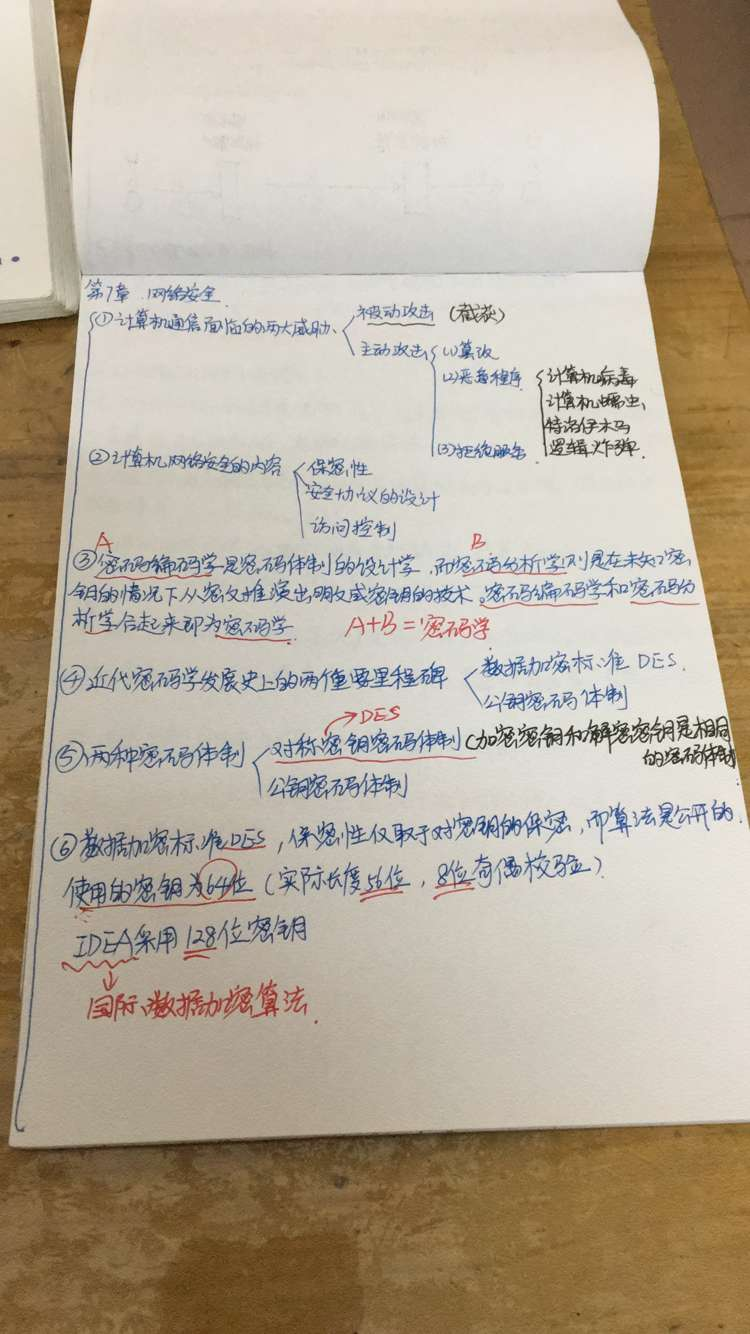 第7章 网络安全
①计算机通信面临的两大威胁、 被动攻击 (截获)
主动攻击 (1)篡改
(2)恶毒程序 计算机病毒
计算机蠕虫、
特洛伊木马
逻辑炸弹
(3)拒绝服务
②计算机网络安全的内容 保密性
安全协议的设计
访问控制
A B
③密码编码学是密码体制的设计学,而密码分析学则是在未知密
钥的情况下从密文推演出明文或密钥的技术。密码编码学和密码分
析学合起来即为密码学. A+B=密码学
④近代密码学发展史上的两个重要里程碑 数据加密标准DES.
公钥密码体制
→DES
⑤两种密码体制 对称密钥密码体制(加密密钥和解密密钥是相同
的密码体制)
公钥密码体制
⑥数据加密标准DES,保密性仅取于对密钥的保密,而算法是公开的.
使用的密钥为64位(实际长度56位,8位奇偶校验)
IDEA采用128位密钥
↓
国际数据加密算法.